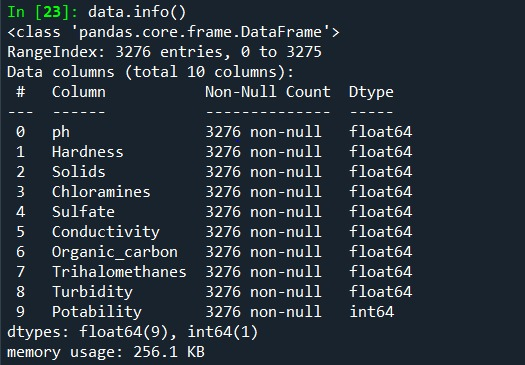 In [23]: data.info()
<class 'pandas.core.frame.DataFrame'>
RangeIndex: 3276 entries, 0 to 3275
Data columns (total 10 columns):
 #   Column           Non-Null Count  Dtype
---  ------           --------------  -----
 0   ph               3276 non-null   float64
 1   Hardness         3276 non-null   float64
 2   Solids           3276 non-null   float64
 3   Chloramines      3276 non-null   float64
 4   Sulfate          3276 non-null   float64
 5   Conductivity     3276 non-null   float64
 6   Organic_carbon   3276 non-null   float64
 7   Trihalomethanes  3276 non-null   float64
 8   Turbidity        3276 non-null   float64
 9   Potability       3276 non-null   int64
dtypes: float64(9), int64(1)
memory usage: 256.1 KB